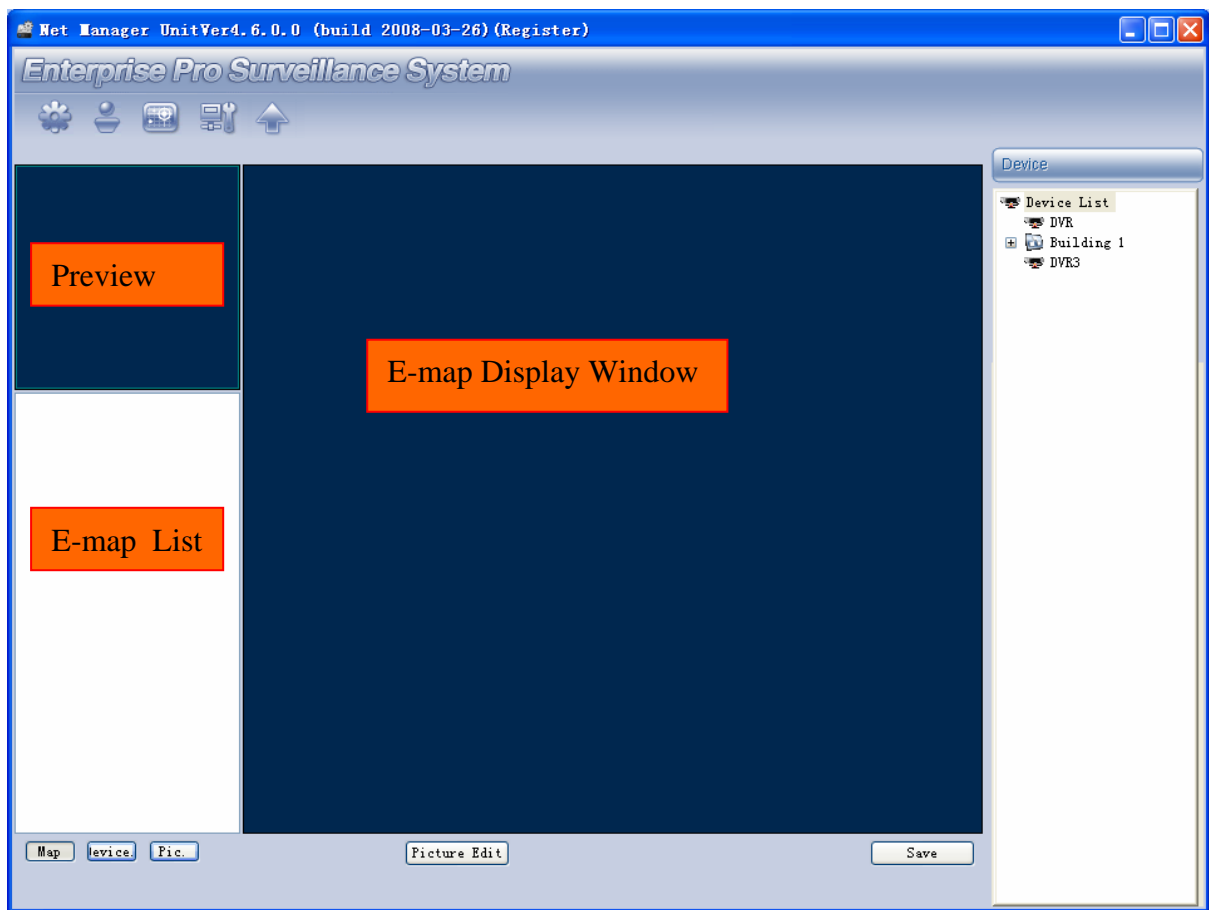 Net Manager UnitVer4.6.0.0 (build 2008-03-26)(Register)
Enterprise Pro Surveillance System
Device
Device List
DVR
Building 1
DVR3
Preview
E-map Display Window
E-map List
Map
evice.
Pic.
Picture Edit
Save